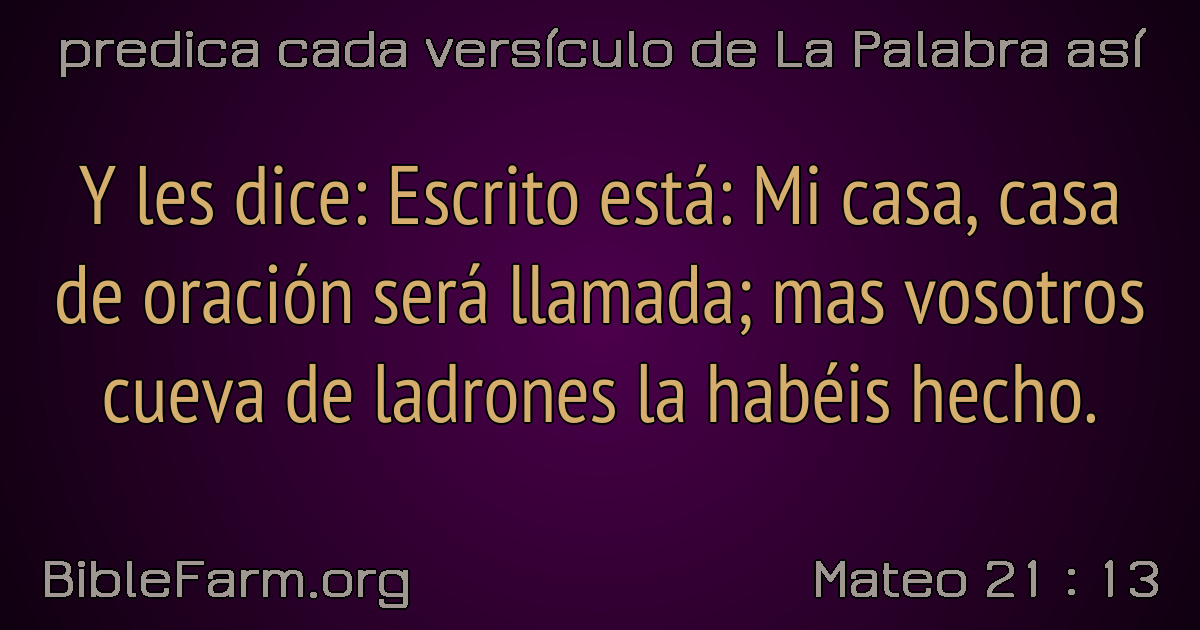 predica cada versículo de La Palabra así
Y les dice: Escrito está: Mi casa, casa
de oración será llamada; mas vosotros
cueva de ladrones la habéis hecho.
BibleFarm.org
Mateo 21 : 13